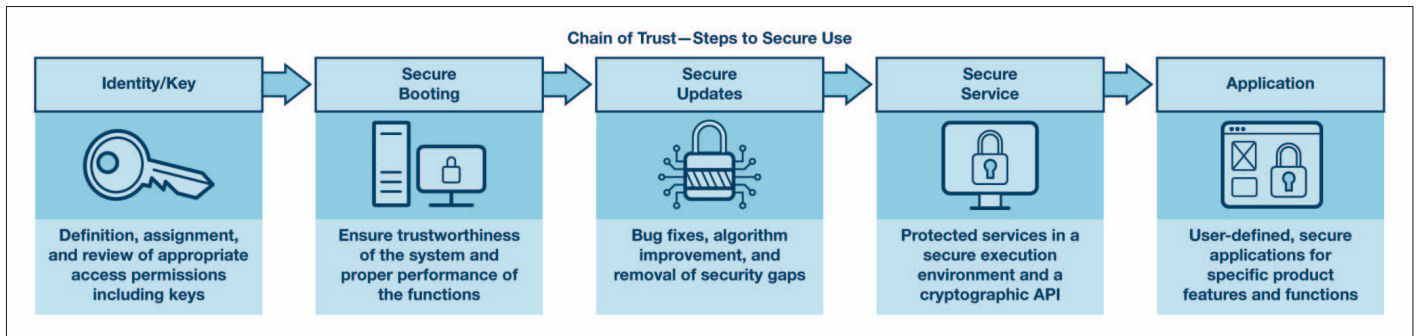 Chain of Trust—Steps to Secure Use
Identity/Key
Secure
Booting
Secure
Updates
Secure
Service
Application
Definition, assignment,
and review of appropriate
access permissions
including keys
Ensure trustworthiness
of the system and
proper performance of
the functions
Bug fixes, algorithm
improvement, and
removal of security gaps
Protected services in a
secure execution
environment and a
cryptographic API
User-defined, secure
applications for
specific product
features and functions